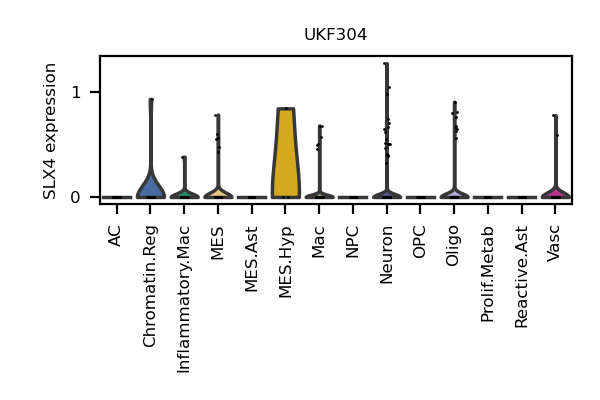 UKF304
SLX4 expression
1
0
AC
Chromatin.Reg
Inflammatory.Mac
MES
MES.Ast
MES.Hyp
Mac
NPC
Neuron
OPC
Oligo
Prolif.Metab
Reactive.Ast
Vasc